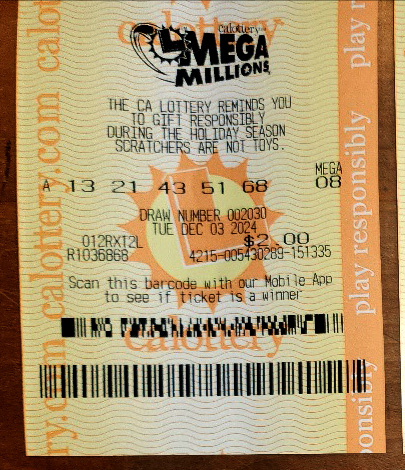 calottery
calottery
MEGA
MILLIONS
THE CA LOTTERY REMINDS YOU
TO GIFT RESPONSIBLY
DURING THE HOLIDAY SEASON
SCRATCHERS ARE NOT TOYS.
MEGA
A 13 21 43 51 68 08
DRAW NUMBER 002030
TUE DEC 03 2024
012RXT2L $2.00
R1036868 4215-005430289-151335
Scan this barcode with our Mobile App
to see if ticket is a winner
calottery
calottery.com
play responsibly